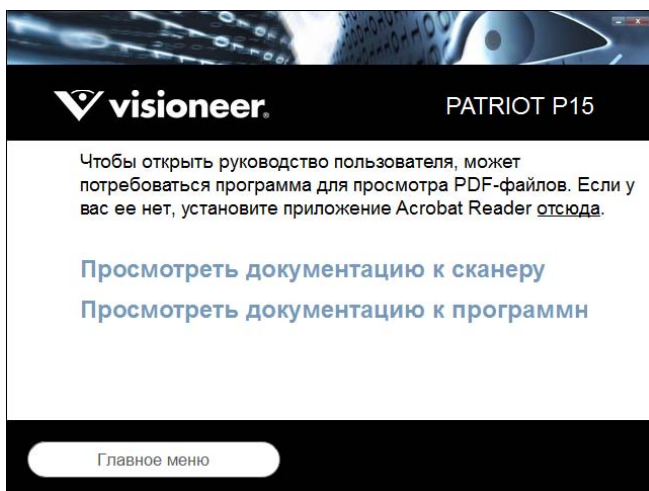 visioneer®
PATRIOT P15
Чтобы открыть руководство пользователя, может
потребоваться программа для просмотра PDF-файлов. Если у
вас ее нет, установите приложение Acrobat Reader отсюда.
Просмотреть документацию к сканеру
Просмотреть документацию к программн
Главное меню